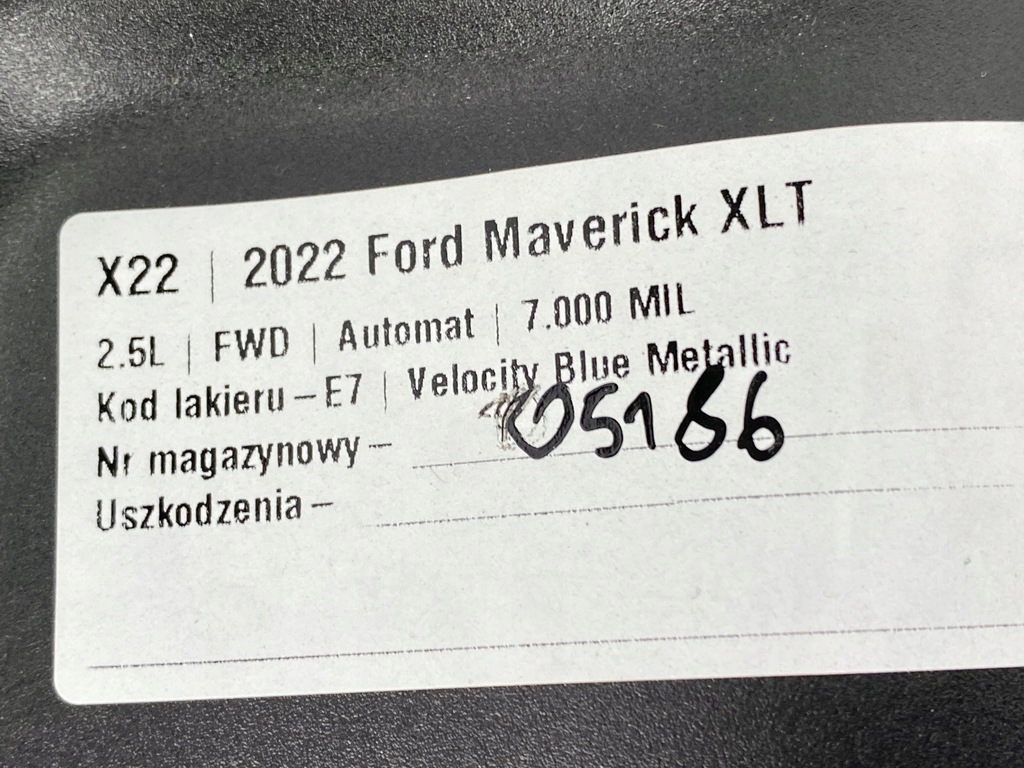 X22 | 2022 Ford Maverick XLT
2.5L | FWD | Automat | 7.000 MIL
Kod lakieru – E7 | Velocity Blue Metallic
Nr magazynowy – 05186
Uszkodzenia –